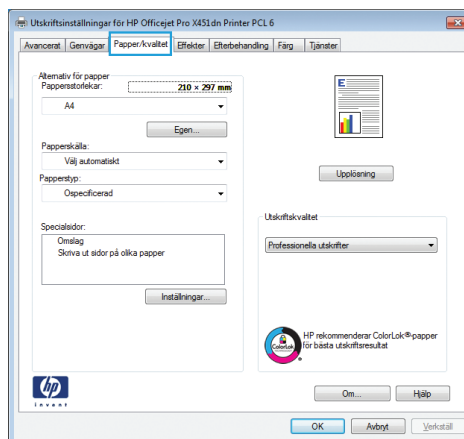 Utskriftsinställningar för HP Officejet Pro X451dn Printer PCL 6
Avancerat Genvägar Papper/kvalitet Effekter Efterbehandling Färg Tjänster
Alternativ för papper
Pappersstorlekar: 210 × 297 mm
A4
Egen...
Papperskälla:
Välj automatiskt
Papperstyp:
Ospecificerad
Specialsidor:
Omslag
Skriva ut sidor på olika papper
Inställningar...
E
Upplösning
Utskriftskvalitet
Professionella utskrifter
ColorLok
HP rekommenderar ColorLok®-papper
för bästa utskriftsresultat
hp
invent
Om... Hjälp
OK Avbryt Verkställ